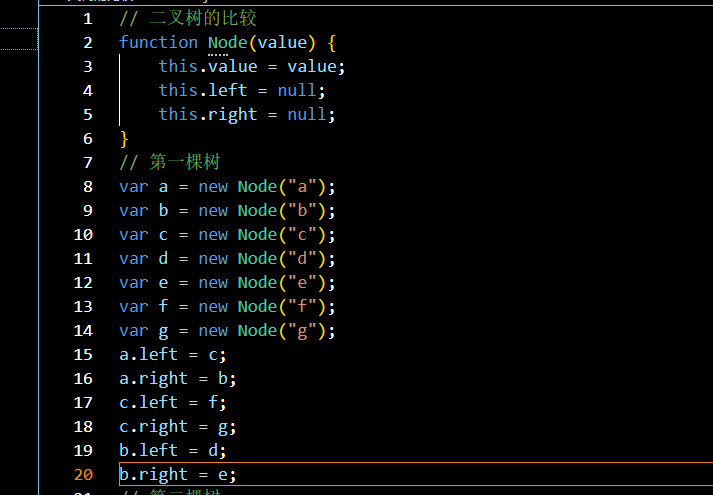 1 // 二叉树的比较
2 function Node(value) {
3 this.value = value;
4 this.left = null;
5 this.right = null;
6 }
7 // 第一棵树
8 var a = new Node("a");
9 var b = new Node("b");
10 var c = new Node("c");
11 var d = new Node("d");
12 var e = new Node("e");
13 var f = new Node("f");
14 var g = new Node("g");
15 a.left = c;
16 a.right = b;
17 c.left = f;
18 c.right = g;
19 b.left = d;
20 b.right = e;